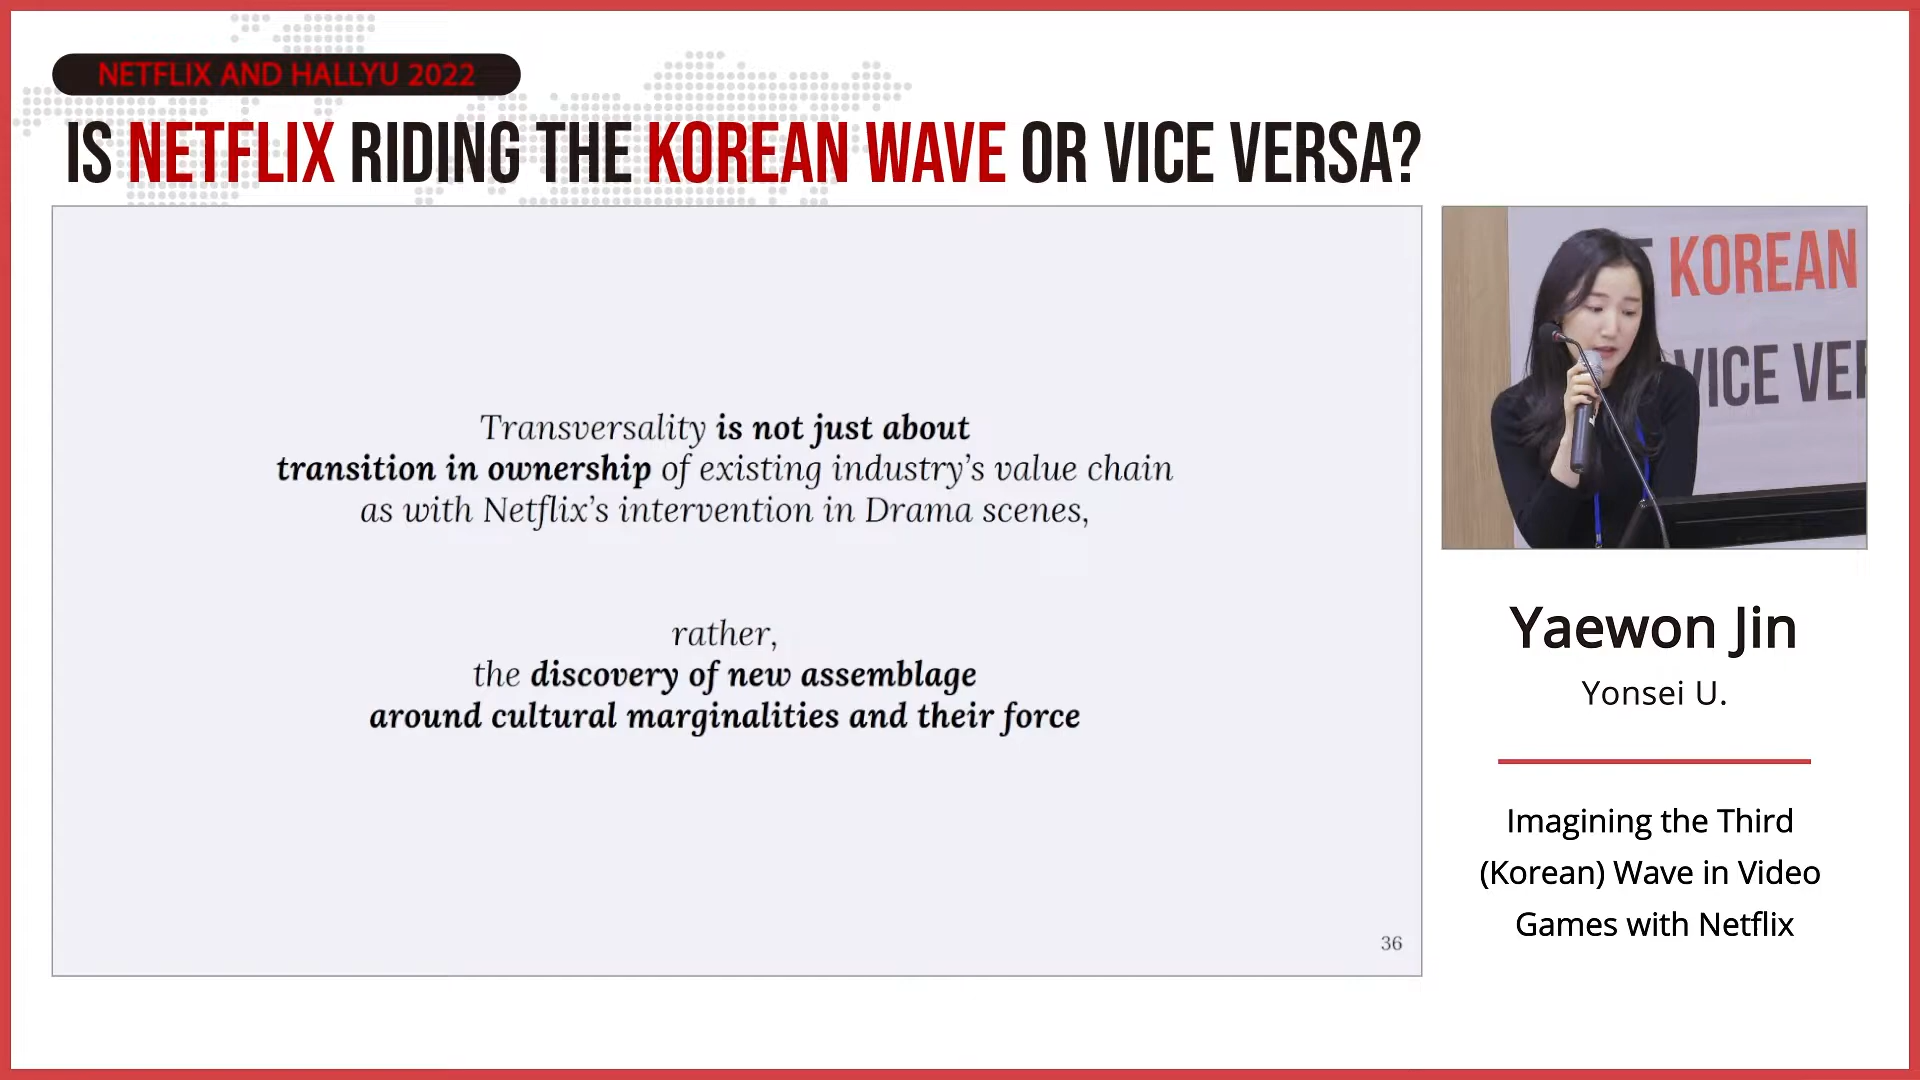 NETFLIX AND HALLYU 2022
IS NETFLIX RIDING THE KOREAN WAVE OR VICE VERSA?
Transversality is not just about
transition in ownership of existing industry's value chain
as with Netflix's intervention in Drama scenes,
rather,
the discovery of new assemblage
around cultural marginalities and their force
36
KOREAN
VICE VER
Yaewon Jin
Yonsei U.
Imagining the Third
(Korean) Wave in Video
Games with Netflix